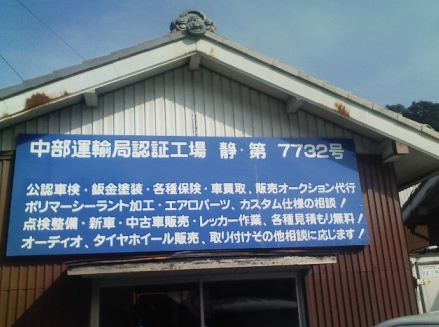 中部運輸局認証工場 静・第 7732号
公認車検・鈑金塗装・各種保険・車買取、販売オークション代行
ポリマーシーラント加工・エアロパーツ、カスタム仕様の相談!
点検整備・新車・中古車販売・レッカー作業、各種見積もり無料!
オーディオ、タイヤホイール販売、取り付けその他相談に応じます!